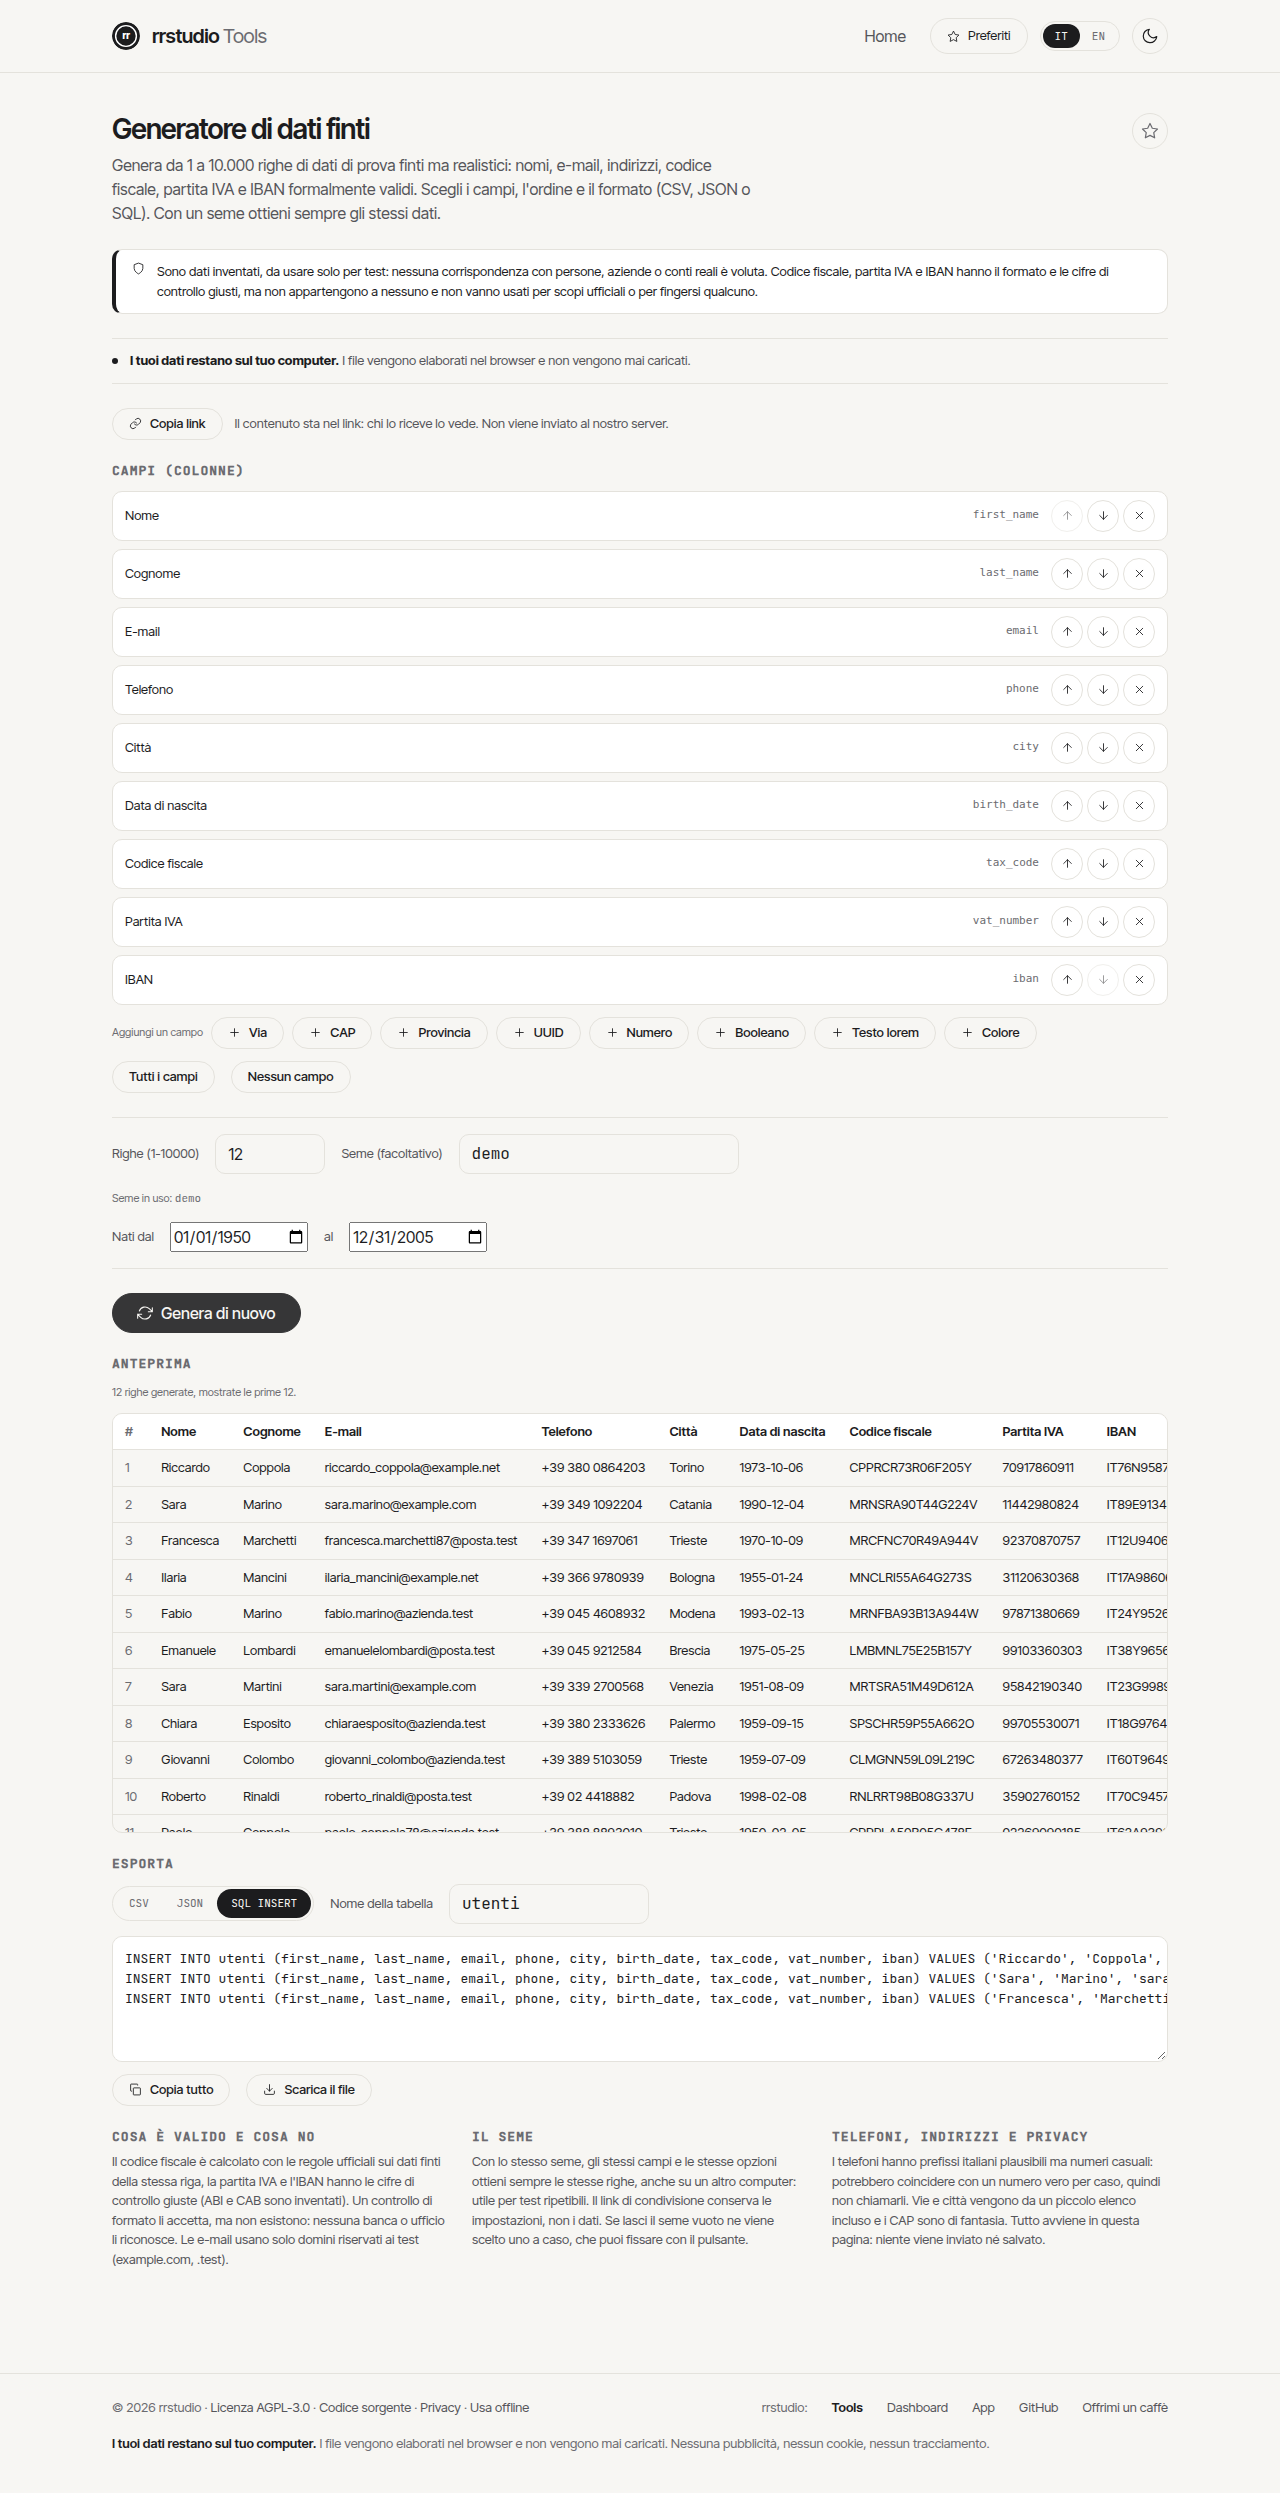 rr rrstudio Tools
Home
Preferiti
IT EN
Generatore di dati finti
Genera da 1 a 10.000 righe di dati di prova finti ma realistici: nomi, e-mail, indirizzi, codice
fiscale, partita IVA e IBAN formalmente validi. Scegli i campi, l'ordine e il formato (CSV, JSON o
SQL). Con un seme ottieni sempre gli stessi dati.
Sono dati inventati, da usare solo per test: nessuna corrispondenza con persone, aziende o conti reali è voluta. Codice fiscale, partita IVA e IBAN hanno il formato e le cifre di
controllo giusti, ma non appartengono a nessuno e non vanno usati per scopi ufficiali o per fingersi qualcuno.
I tuoi dati restano sul tuo computer. I file vengono elaborati nel browser e non vengono mai caricati.
Copia link Il contenuto sta nel link: chi lo riceve lo vede. Non viene inviato al nostro server.
CAMPI (COLONNE)
Nome first_name
Cognome last_name
E-mail email
Telefono phone
Città city
Data di nascita birth_date
Codice fiscale tax_code
Partita IVA vat_number
IBAN iban
Aggiungi un campo Via CAP Provincia UUID Numero Booleano Testo lorem Colore
Tutti i campi Nessun campo
Righe (1-10000) 12 Seme (facoltativo) demo
Seme in uso: demo
Nati dal 01/01/1950 al 12/31/2005
Genera di nuovo
ANTEPRIMA
12 righe generate, mostrate le prime 12.
# Nome Cognome E-mail Telefono Città Data di nascita Codice fiscale Partita IVA IBAN
1 Riccardo Coppola riccardo_coppola@example.net +39 380 0864203 Torino 1973-10-06 CPPRCR73R06F205Y 70917860911 IT76N9587
2 Sara Marino sara.marino@example.com +39 349 1092204 Catania 1990-12-04 MRNSRA90T44G224V 11442980824 IT89E9134
3 Francesca Marchetti francesca.marchetti87@posta.test +39 347 1697061 Trieste 1970-10-09 MRCFNC70R49A944V 92370870757 IT12U9406
4 Ilaria Mancini ilaria_mancini@example.net +39 366 9780939 Bologna 1955-01-24 MNCLRI55A64G273S 31120630368 IT17A9860
5 Fabio Marino fabio.marino@azienda.test +39 045 4608932 Modena 1993-02-13 MRNFBA93B13A944W 97871380669 IT24Y9526
6 Emanuele Lombardi emanuelelombardi@posta.test +39 045 9212584 Brescia 1975-05-25 LMBMNL75E25B157Y 99103360303 IT38Y9656
7 Sara Martini sara.martini@example.com +39 339 2700568 Venezia 1951-08-09 MRTSRA51M49D612A 95842190340 IT23G9989
8 Chiara Esposito chiaraesposito@azienda.test +39 380 2333626 Palermo 1959-09-15 SPSCHR59P55A662O 99705530071 IT18G9764
9 Giovanni Colombo giovanni_colombo@azienda.test +39 389 5103059 Trieste 1959-07-09 CLMGNN59L09L219C 67263480377 IT60T9649
10 Roberto Rinaldi roberto_rinaldi@posta.test +39 02 4418882 Padova 1998-02-08 RNLRRT98B08G337U 35902760152 IT70C9457
ESPORTA
CSV JSON SQL INSERT Nome della tabella utenti
INSERT INTO utenti (first_name, last_name, email, phone, city, birth_date, tax_code, vat_number, iban) VALUES ('Riccardo', 'Coppola',
INSERT INTO utenti (first_name, last_name, email, phone, city, birth_date, tax_code, vat_number, iban) VALUES ('Sara', 'Marino', 'sara
INSERT INTO utenti (first_name, last_name, email, phone, city, birth_date, tax_code, vat_number, iban) VALUES ('Francesca', 'Marchetti
Copia tutto Scarica il file
COSA È VALIDO E COSA NO
Il codice fiscale è calcolato con le regole ufficiali sui dati finti
della stessa riga, la partita IVA e l'IBAN hanno le cifre di
controllo giuste (ABI e CAB sono inventati). Un controllo di
formato li accetta, ma non esistono: nessuna banca o ufficio
li riconosce. Le e-mail usano solo domini riservati ai test
(example.com, .test).
IL SEME
Con lo stesso seme, gli stessi campi e le stesse opzioni
ottieni sempre le stesse righe, anche su un altro computer:
utile per test ripetibili. Il link di condivisione conserva le
impostazioni, non i dati. Se lasci il seme vuoto ne viene
scelto uno a caso, che puoi fissare con il pulsante.
TELEFONI, INDIRIZZI E PRIVACY
I telefoni hanno prefissi italiani plausibili ma numeri casuali:
potrebbero coincidere con un numero vero per caso, quindi
non chiamarli. Vie e città vengono da un piccolo elenco
incluso e i CAP sono di fantasia. Tutto avviene in questa
pagina: niente viene inviato né salvato.
© 2026 rrstudio · Licenza AGPL-3.0 · Codice sorgente · Privacy · Usa offline
rrstudio: Tools Dashboard App GitHub Offrimi un caffè
I tuoi dati restano sul tuo computer. I file vengono elaborati nel browser e non vengono mai caricati. Nessuna pubblicità, nessun cookie, nessun tracciamento.